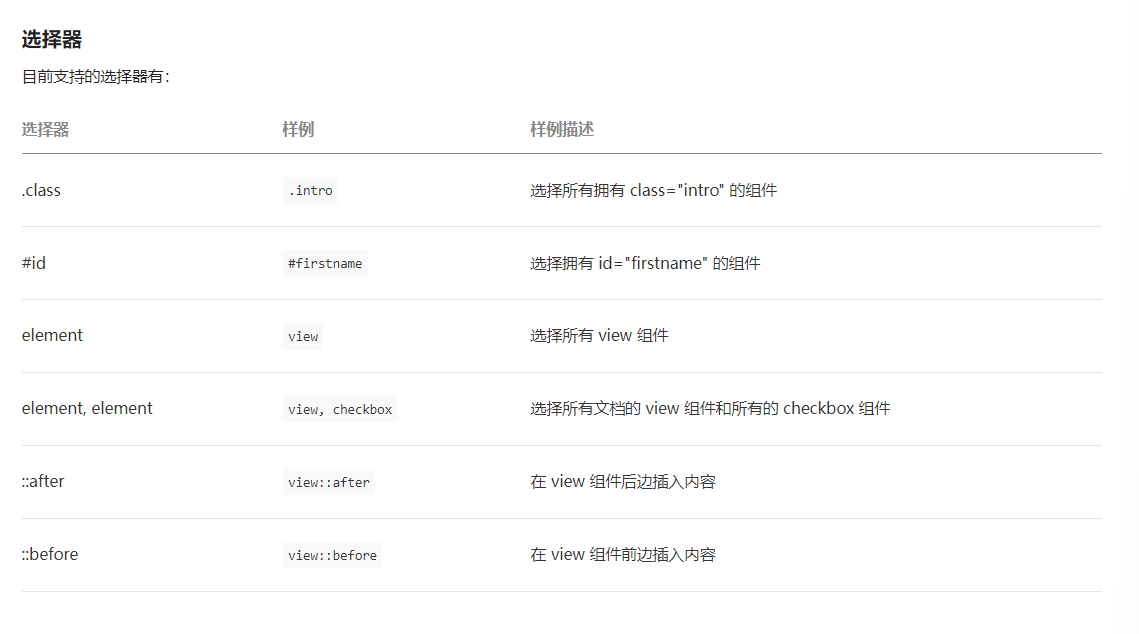 选择器
目前支持的选择器有：
选择器 样例 样例描述
.class .intro 选择所有拥有 class="intro" 的组件
#id #firstname 选择拥有 id="firstname" 的组件
element view 选择所有 view 组件
element, element view, checkbox 选择所有文档的 view 组件和所有的 checkbox 组件
::after view::after 在 view 组件后边插入内容
::before view::before 在 view 组件前边插入内容